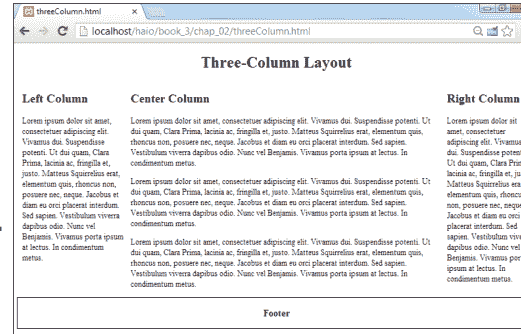 threeColumn.html
localhost/haio/book_3/chap_02/threeColumn.html
Three-Column Layout
Left Column
Lorem ipsum dolor sit amet,
consectetuer adipiscing elit.
Vivamus dui. Suspendisse
potenti. Ut dui quam, Clara
Prima, lacinia ac, fringilla et,
justo. Matteus Squirrelius erat,
elementum quis, rhoncus non,
posuere nec, neque. Jacobus et
diam eu orci placerat interdum.
Sed sapien. Vestibulum viverra
dapibus odio. Nunc vel
Benjamis. Vivamus porta ipsum
at lectus. In condimentum
metus.
Center Column
Lorem ipsum dolor sit amet, consectetuer adipiscing elit. Vivamus dui. Suspendisse potenti. Ut
dui quam, Clara Prima, lacinia ac, fringilla et, justo. Matteus Squirrelius erat, elementum quis,
rhoncus non, posuere nec, neque. Jacobus et diam eu orci placerat interdum. Sed sapien.
Vestibulum viverra dapibus odio. Nunc vel Benjamis. Vivamus porta ipsum at lectus. In
condimentum metus.
Lorem ipsum dolor sit amet, consectetuer adipiscing elit. Vivamus dui. Suspendisse potenti. Ut
dui quam, Clara Prima, lacinia ac, fringilla et, justo. Matteus Squirrelius erat, elementum quis,
rhoncus non, posuere nec, neque. Jacobus et diam eu orci placerat interdum. Sed sapien.
Vestibulum viverra dapibus odio. Nunc vel Benjamis. Vivamus porta ipsum at lectus. In
condimentum metus.
Lorem ipsum dolor sit amet, consectetuer adipiscing elit. Vivamus dui. Suspendisse potenti. Ut
dui quam, Clara Prima, lacinia ac, fringilla et, justo. Matteus Squirrelius erat, elementum quis,
rhoncus non, posuere nec, neque. Jacobus et diam eu orci placerat interdum. Sed sapien.
Vestibulum viverra dapibus odio. Nunc vel Benjamis. Vivamus porta ipsum at lectus. In
condimentum metus.
Right Column
Lorem ipsum dolor sit
amet, consectetuer
adipiscing elit. Vivamus
dui. Suspendisse potenti.
Ut dui quam, Clara Prim
lacinia ac, fringilla et,
justo. Matteus
Squirrelius era
elementum quis, rhoncu
non, posuere nec, neque.
Jacobus et diam eu orci
placerat interdum. Sed
sapien. Vestibulum viver
dapibus odio. Nunc vel
Benjamis. Vivamus porta
ipsum at lectus. In
condimentum metus.
Footer